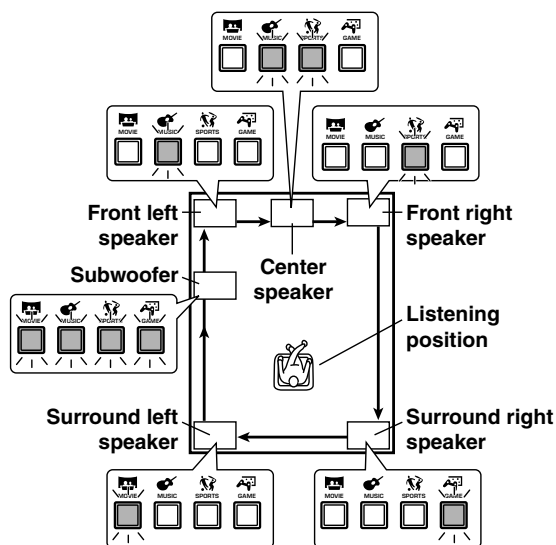 MOVIE MUSIC SPORTS GAME
MOVIE MUSIC SPORTS GAME
MOVIE MUSIC SPORTS GAME
Front left
speaker
Center
speaker
Front right
speaker
Subwoofer
MOVIE MUSIC SPORTS GAME
Listening
position
Surround left
speaker
Surround right
speaker
MOVIE MUSIC SPORTS GAME
MOVIE MUSIC SPORTS GAME